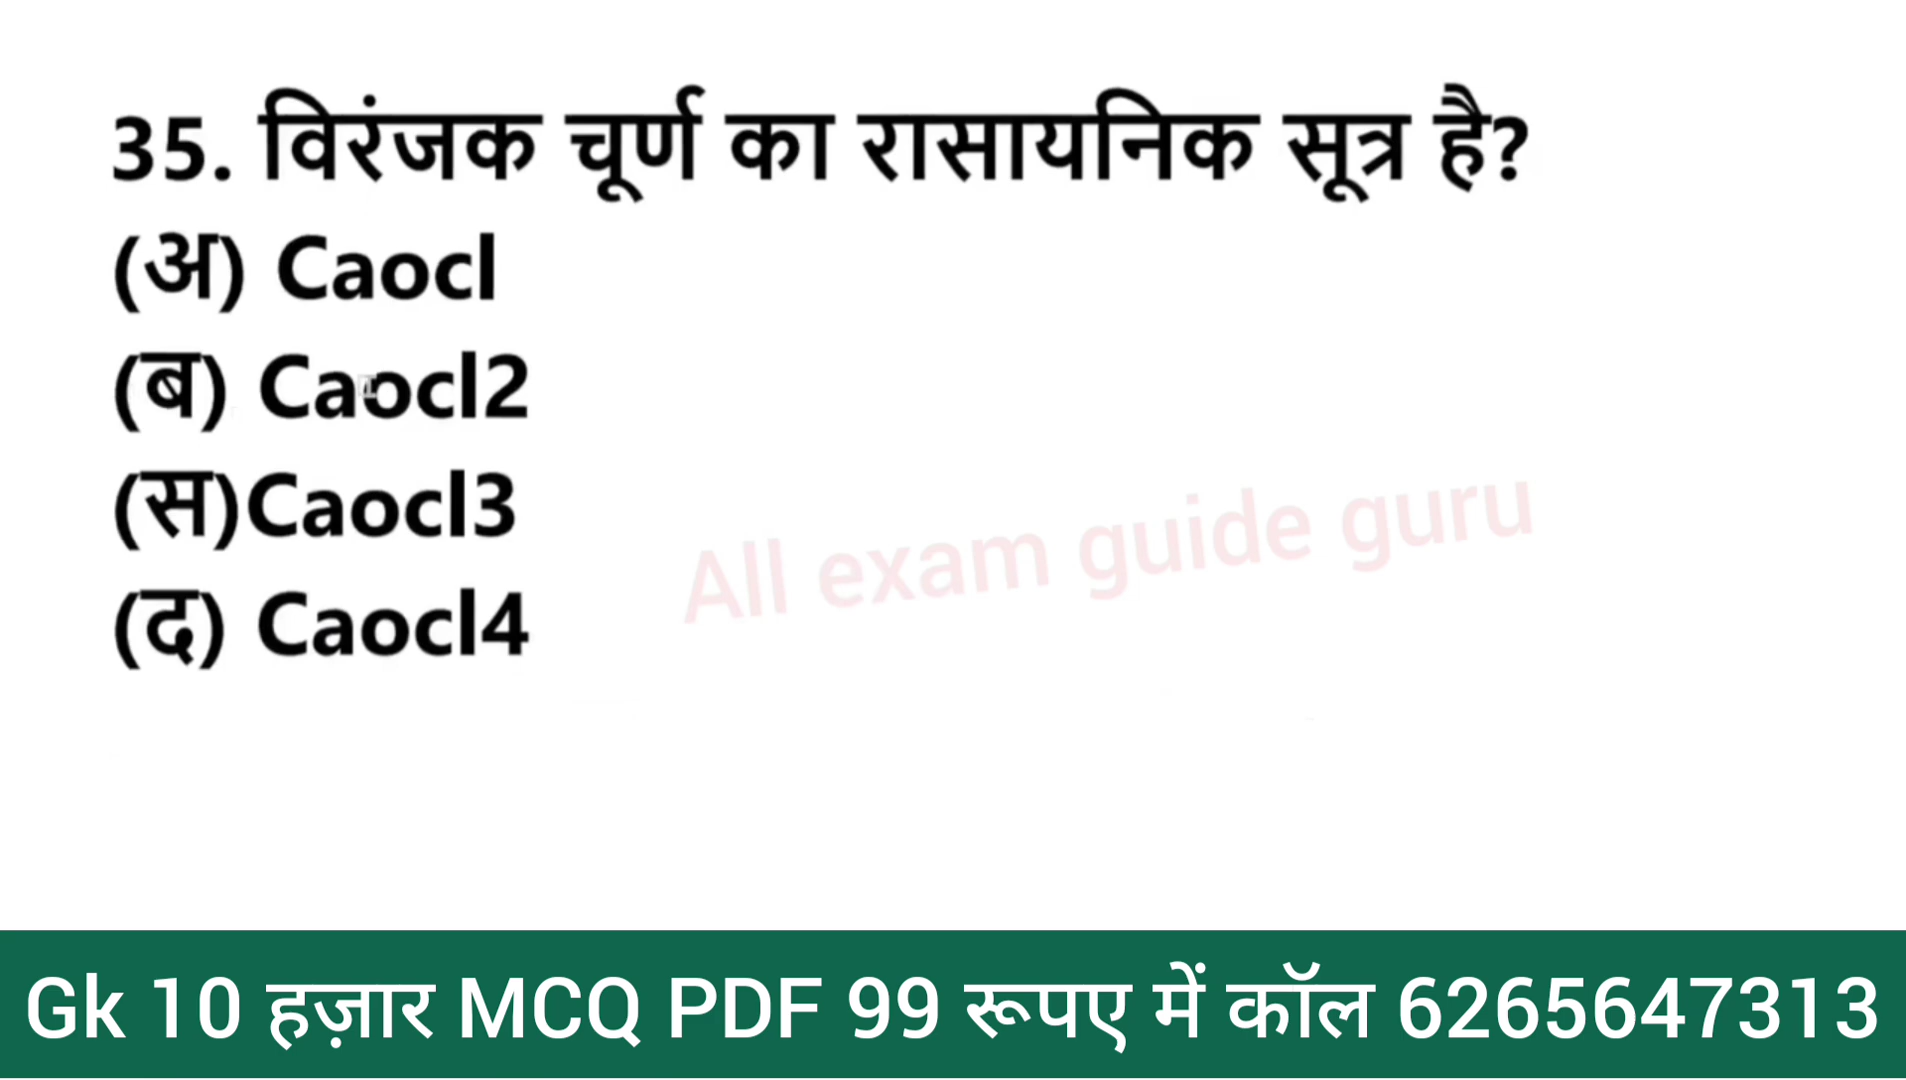 35. विरंजक चूर्ण का रासायनिक सूत्र है?
(अ) Caocl
(ब) Caocl2
(स)Caocl3
(द) Caocl4
All exam guide guru
Gk 10 हज़ार MCQ PDF 99 रूपए में कॉल 6265647313